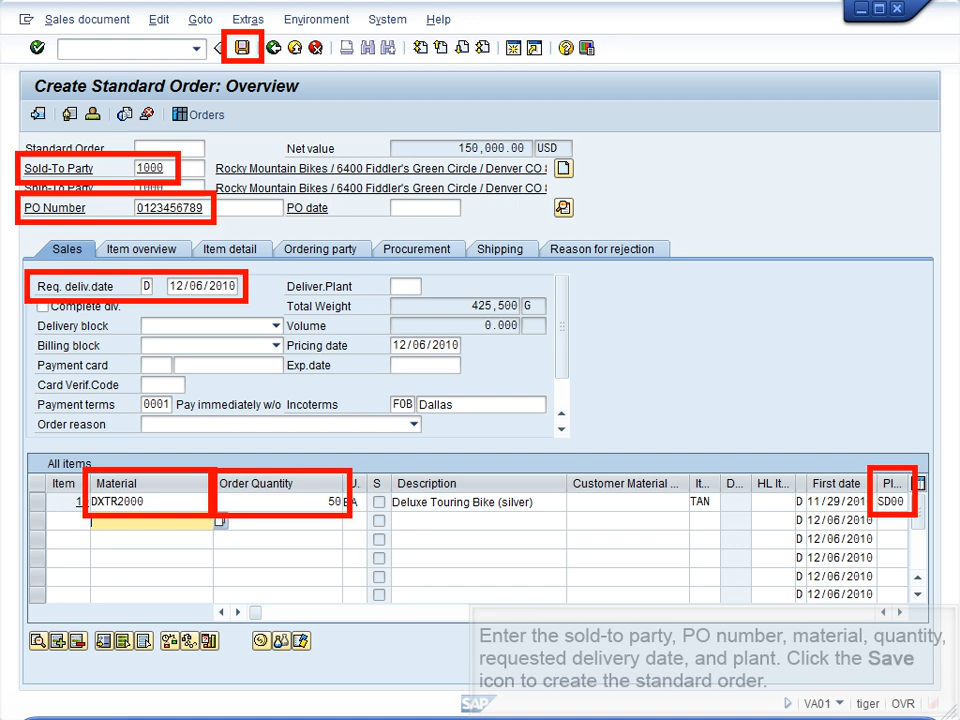 Sales document Edit Goto Extras Environment System Help
Create Standard Order: Overview
Orders
Standard Order Net value 150,000.00 USD
Sold-To Party 1000 Rocky Mountain Bikes / 6400 Fiddler's Green Circle / Denver CO
Ship-To Party 1000 Rocky Mountain Bikes / 6400 Fiddler's Green Circle / Denver CO
PO Number 0123456789 PO date
Sales Item overview Item detail Ordering party Procurement Shipping Reason for rejection
Req. deliv.date D 12/06/2010 Deliver.Plant
Complete dlv. Total Weight 425,500 G
Delivery block Volume 0.000
Billing block Pricing date 12/06/2010
Payment card Exp.date
Card Verif.Code
Payment terms 0001 Pay immediately w/o Incoterms FOB Dallas
Order reason
All items
Item Material Order Quantity U. S Description Customer Material ... It... D... HL It... First date Pl...
1 DXTR2000 50 EA Deluxe Touring Bike (silver) TAN D 11/29/2010 SD00
D 12/06/2010
D 12/06/2010
D 12/06/2010
D 12/06/2010
D 12/06/2010
Enter the sold-to party, PO number, material, quantity,
requested delivery date, and plant. Click the Save
icon to create the standard order.
SAP VA01 tiger OVR